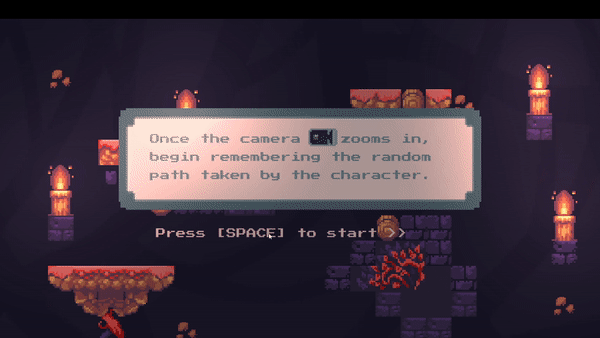 Once the camera zooms in,
begin remembering the random
path taken by the character.
Press [SPACE] to start >>